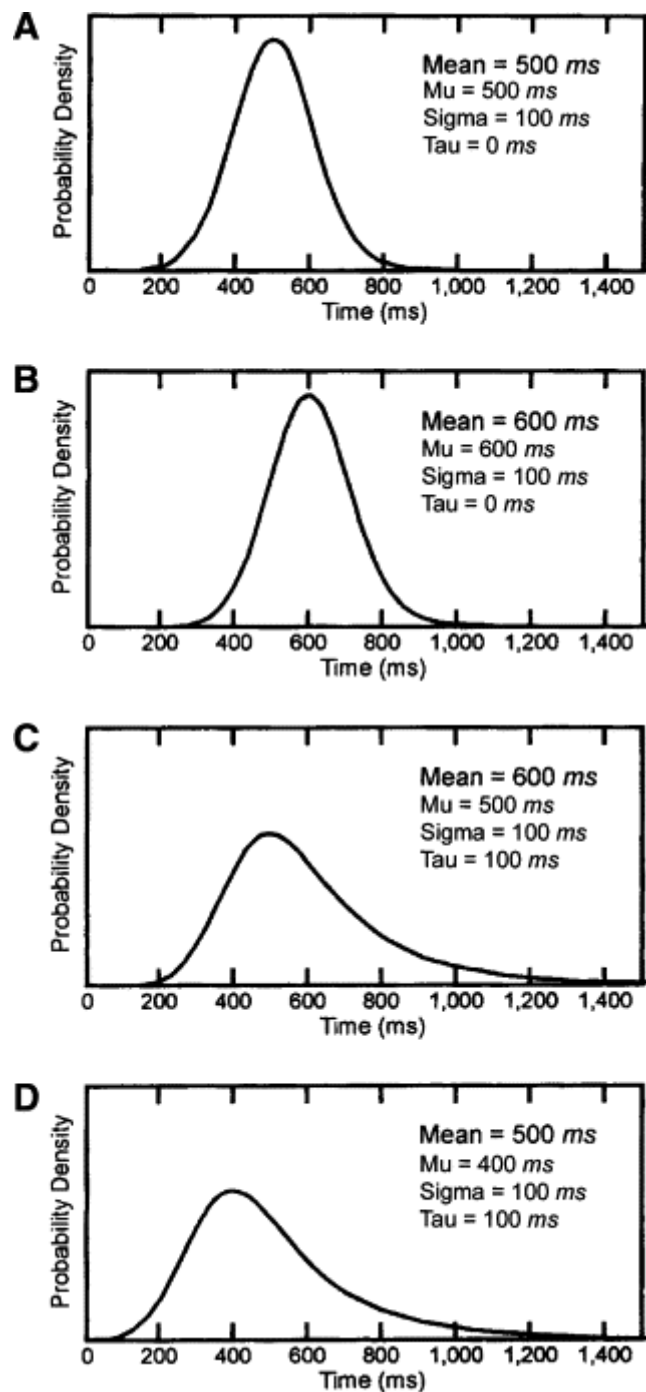 A
Probability Density
Mean = 500 ms
Mu = 500 ms
Sigma = 100 ms
Tau = 0 ms
0 200 400 600 800 1,000 1,200 1,400
Time (ms)
B
Probability Density
Mean = 600 ms
Mu = 600 ms
Sigma = 100 ms
Tau = 0 ms
0 200 400 600 800 1,000 1,200 1,400
Time (ms)
C
Probability Density
Mean = 600 ms
Mu = 500 ms
Sigma = 100 ms
Tau = 100 ms
0 200 400 600 800 1,000 1,200 1,400
Time (ms)
D
Probability Density
Mean = 500 ms
Mu = 400 ms
Sigma = 100 ms
Tau = 100 ms
0 200 400 600 800 1,000 1,200 1,400
Time (ms)